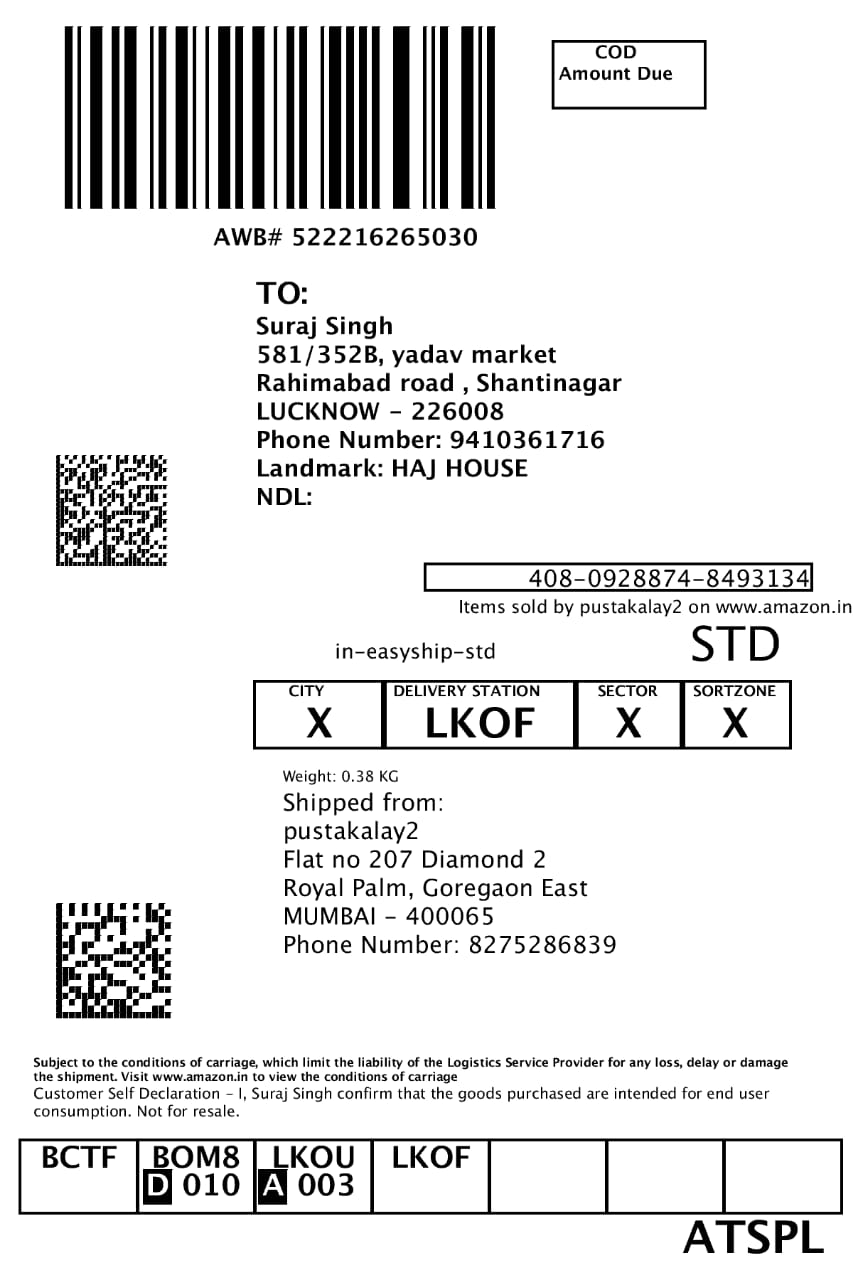 COD
Amount Due
AWB# 522216265030
TO:
Suraj Singh
581/352B, yadav market
Rahimabad road , Shantinagar
LUCKNOW - 226008
Phone Number: 9410361716
Landmark: HAJ HOUSE
NDL:
408-0928874-8493134
Items sold by pustakalay2 on www.amazon.in
in-easyship-std STD
CITY DELIVERY STATION SECTOR SORTZONE
X LKOF X X
Weight: 0.38 KG
Shipped from:
pustakalay2
Flat no 207 Diamond 2
Royal Palm, Goregaon East
MUMBAI - 400065
Phone Number: 8275286839
Subject to the conditions of carriage, which limit the liability of the Logistics Service Provider for any loss, delay or damage
the shipment. Visit www.amazon.in to view the conditions of carriage
Customer Self Declaration - I, Suraj Singh confirm that the goods purchased are intended for end user
consumption. Not for resale.
BCTF BOM8 LKOU LKOF
D 010 A 003
ATSPL